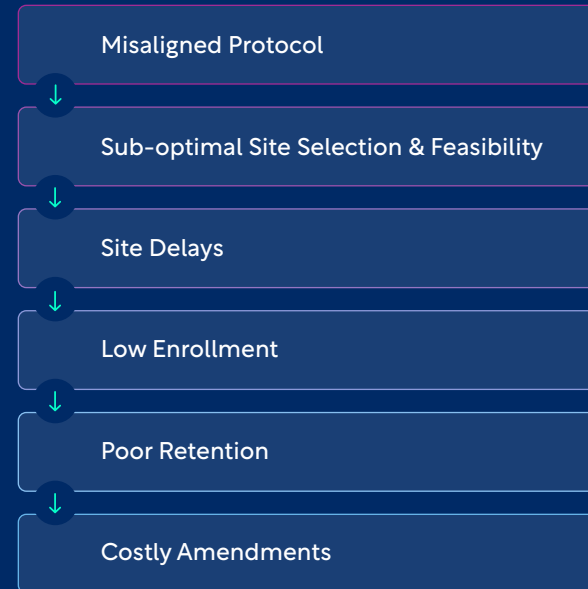 Misaligned Protocol
Sub-optimal Site Selection & Feasibility
Site Delays
Low Enrollment
Poor Retention
Costly Amendments